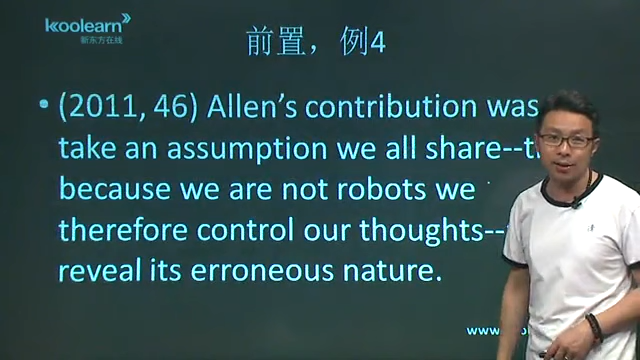 koolearn
新东方在线
前置，例4
• (2011, 46) Allen’s contribution was
take an assumption we all share--
because we are not robots we
therefore control our thoughts--
reveal its erroneous nature.
www.